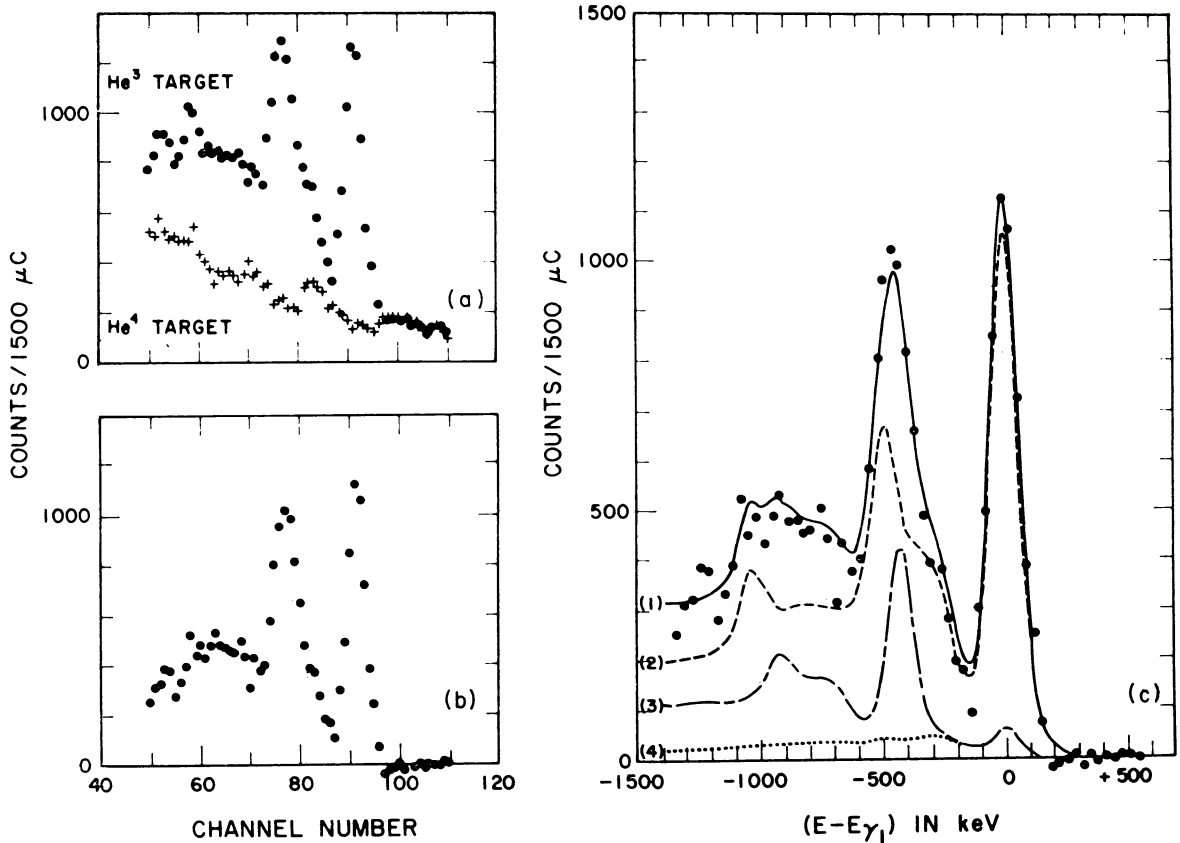 He³ TARGET
1000
(a)
He⁴ TARGET
0
COUNTS/1500 μC
1000
(b)
0
40 60 80 100 120
CHANNEL NUMBER
1500
1000
500
0
COUNTS/1500 μC
(1)
(2)
(3)
(4)
(c)
-1500 -1000 -500 0 +500
(E-Eγ₁) IN keV